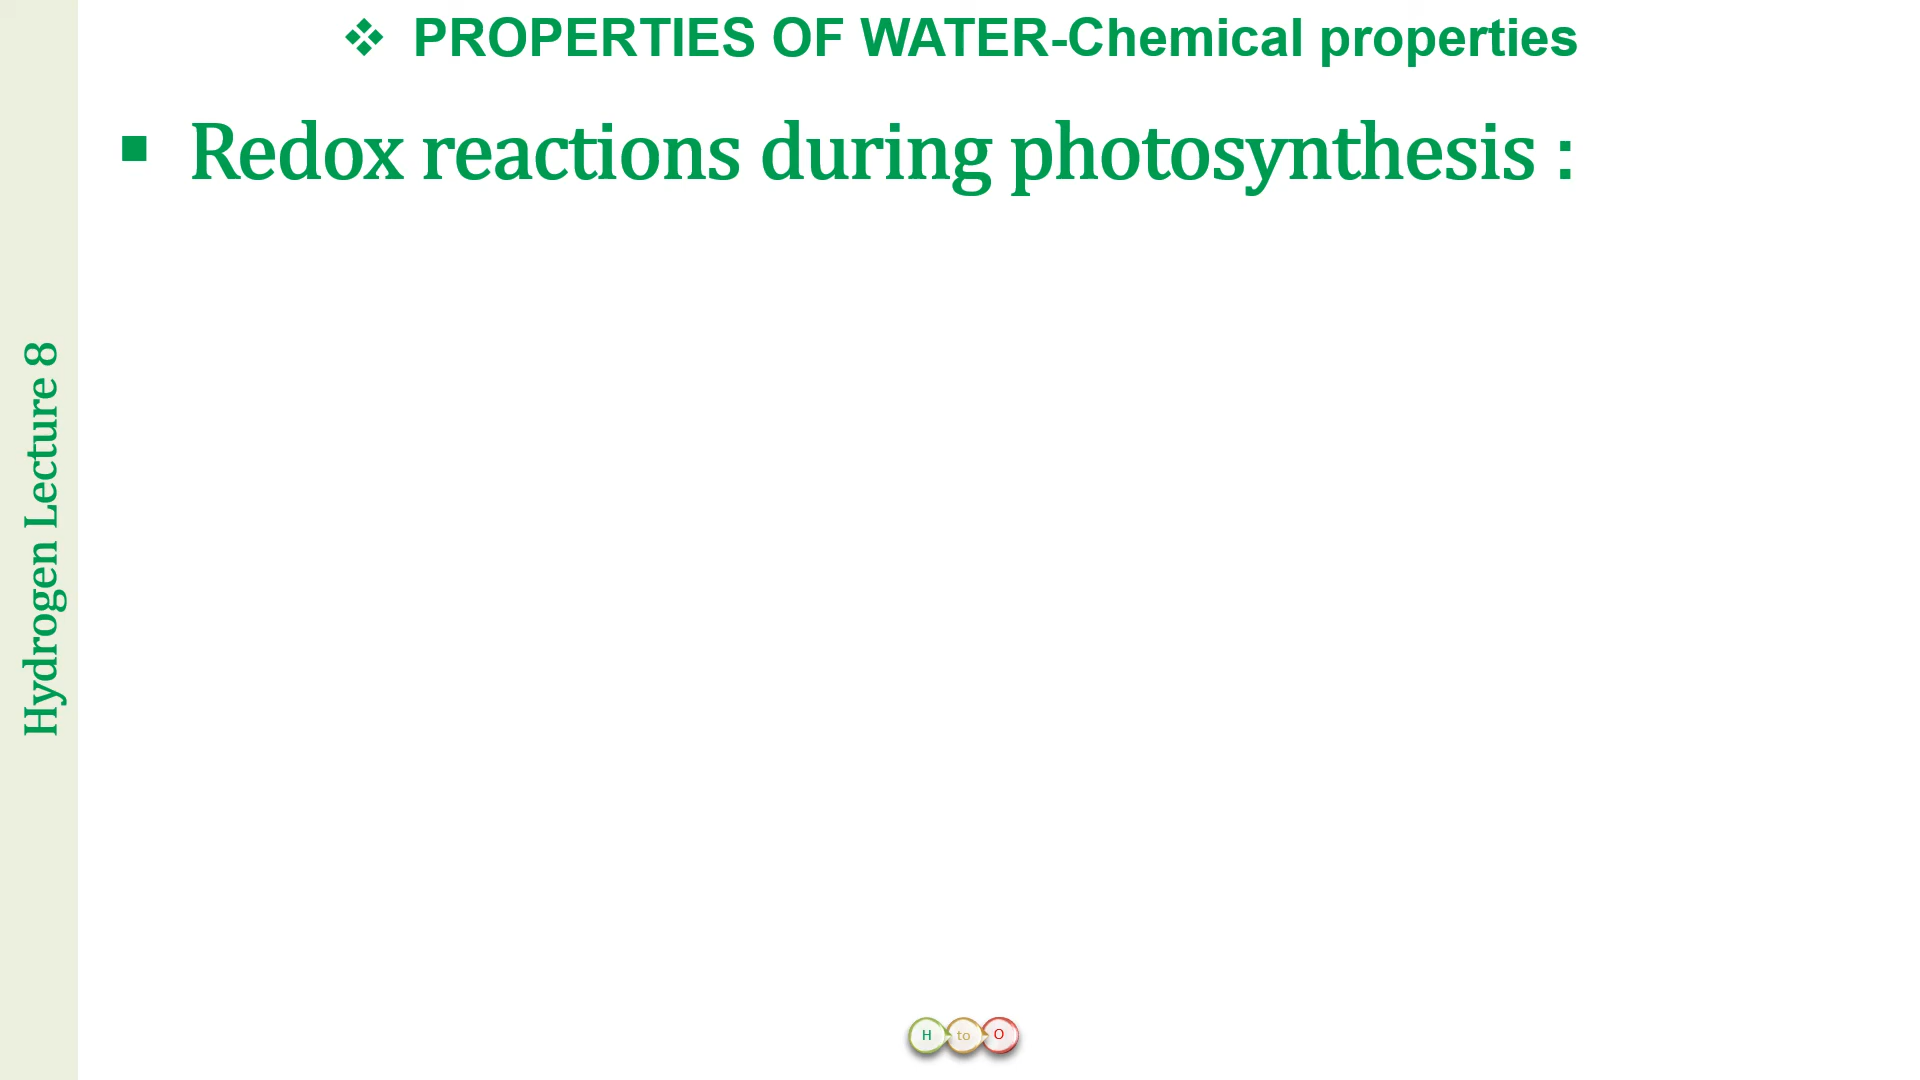 ❖ PROPERTIES OF WATER-Chemical properties
▪ Redox reactions during photosynthesis :
Hydrogen Lecture 8
H to O